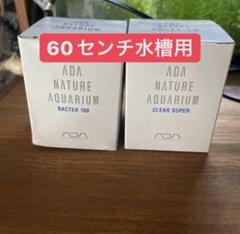 60センチ水槽用
ADA
NATURE
AQUARIUM
BACTER 100
ADA
ADA
NATURE
AQUARIUM
CLEAR SUPER
ADA